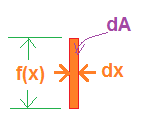 dA
f(x) dx